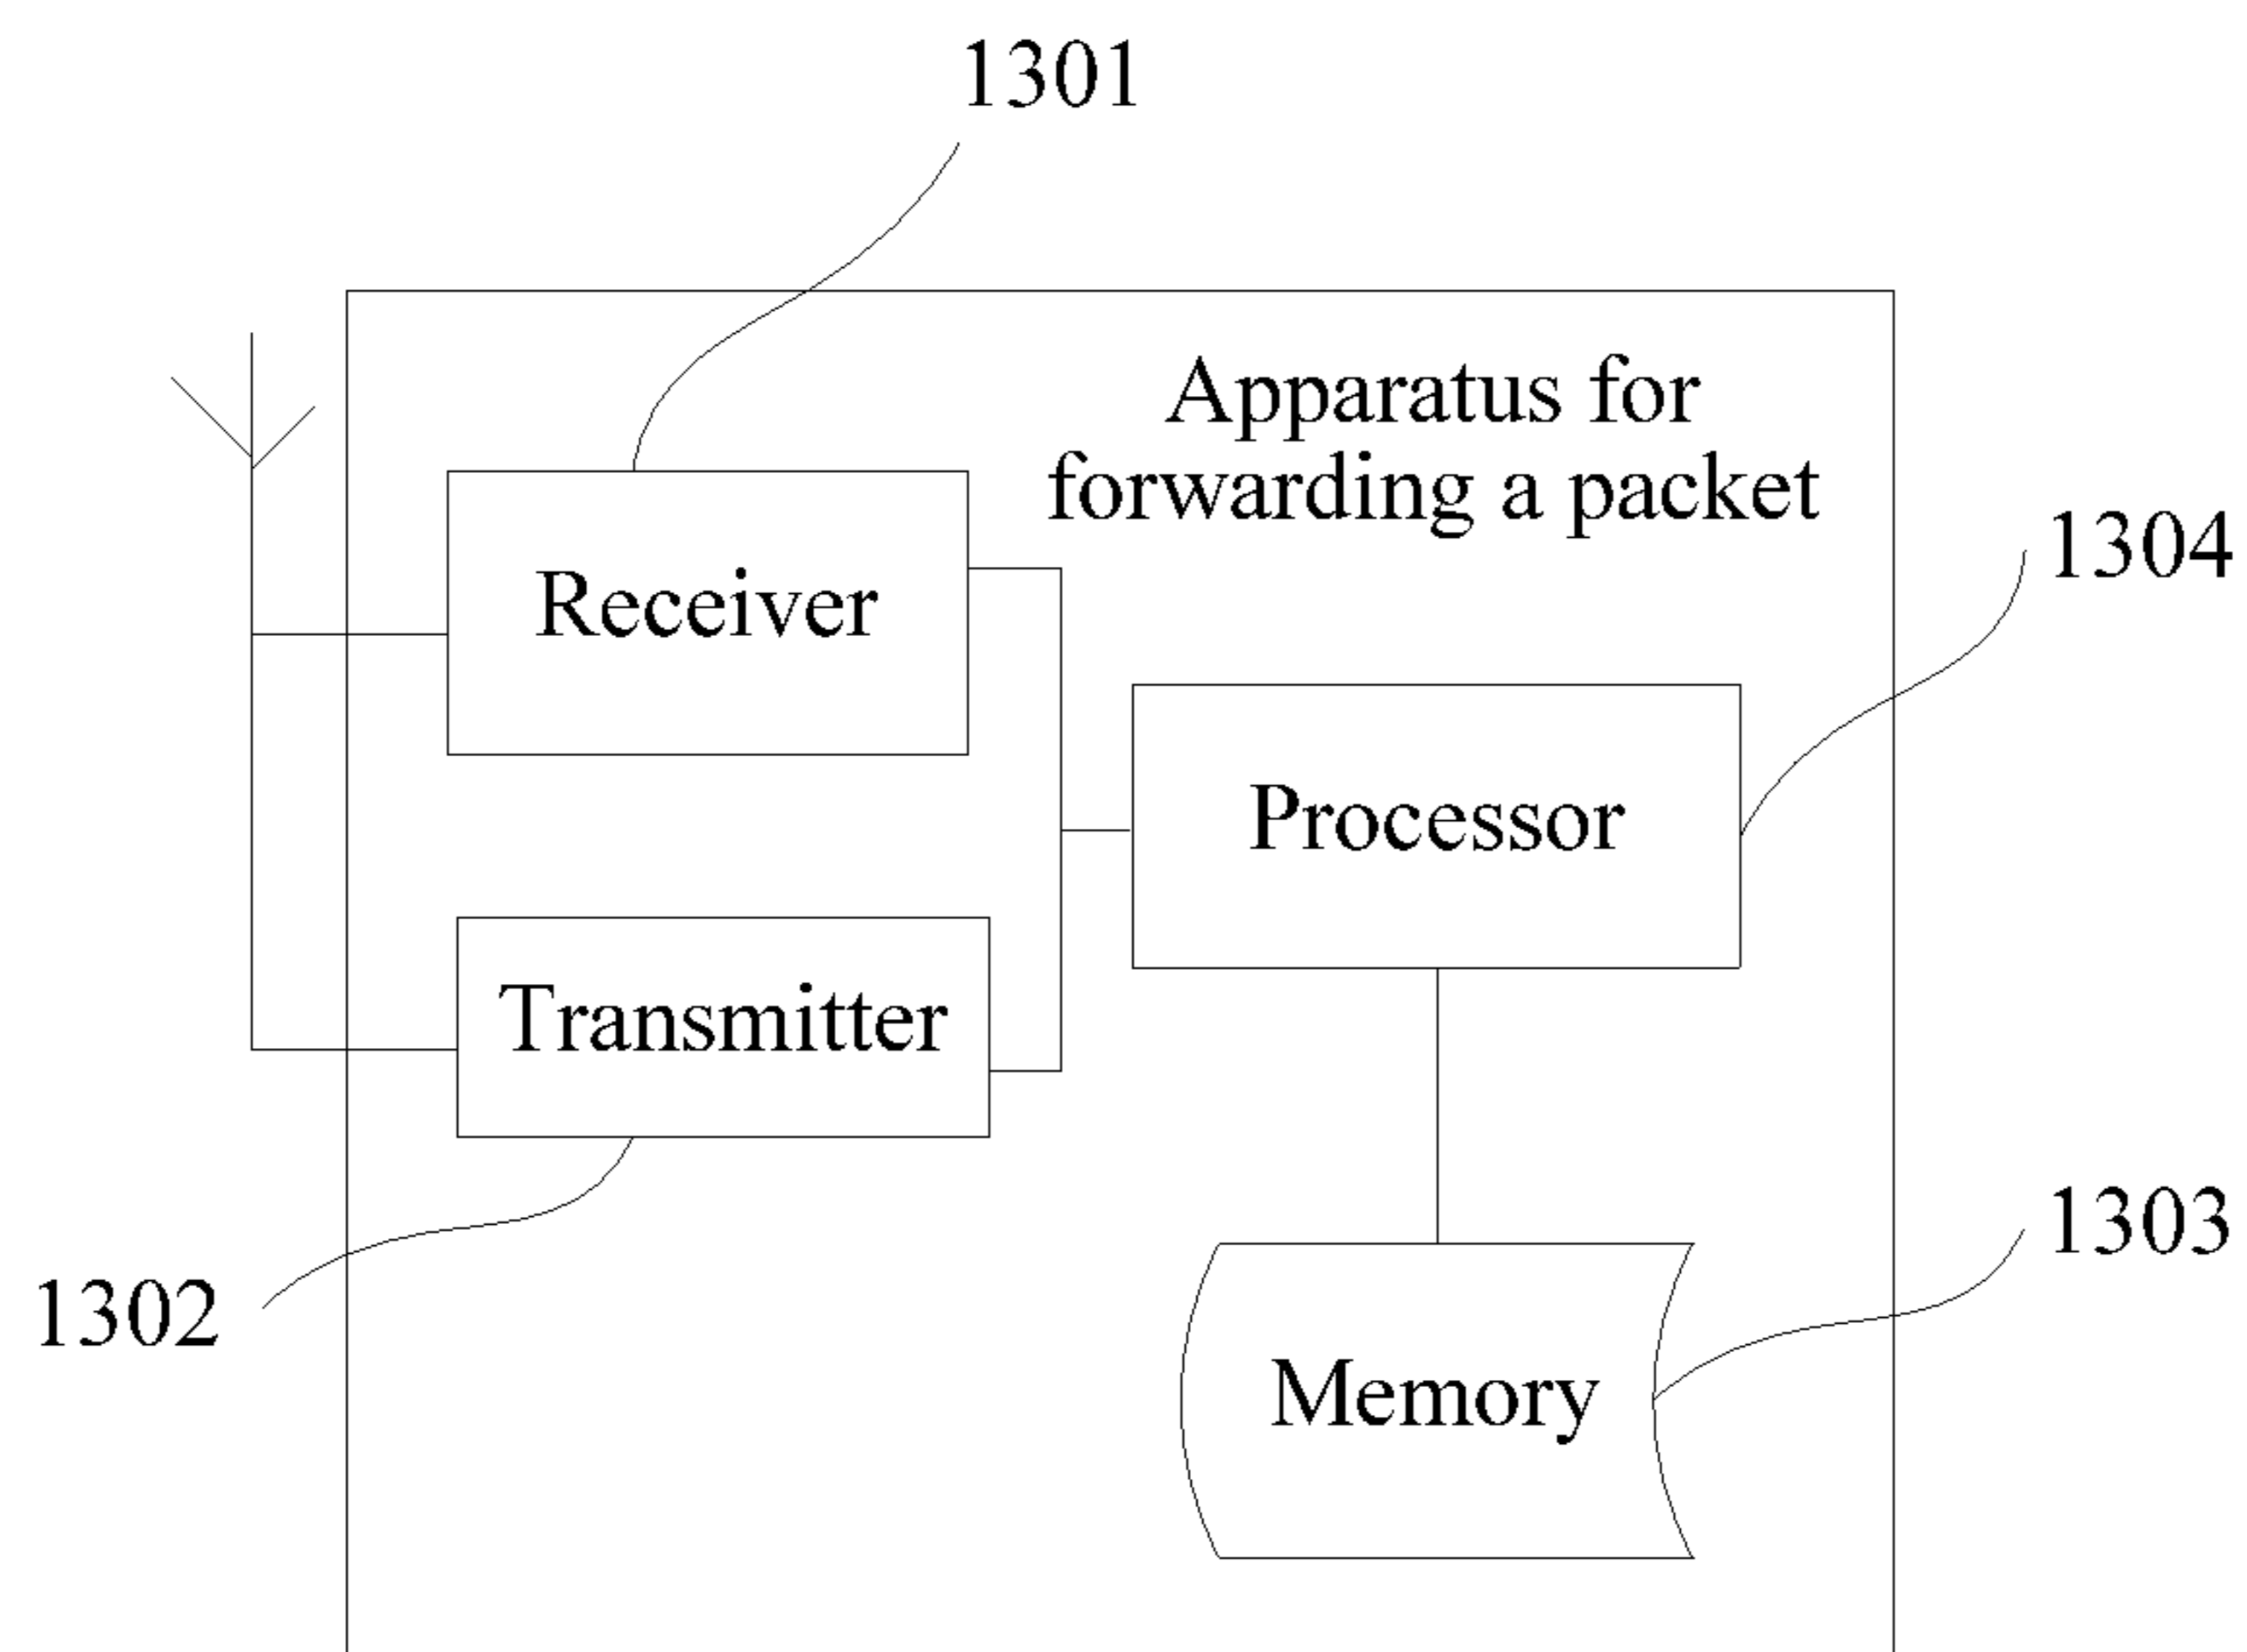 1301
Apparatus for
forwarding a packet
1304
Receiver
Processor
Transmitter
1303
1302
Memory